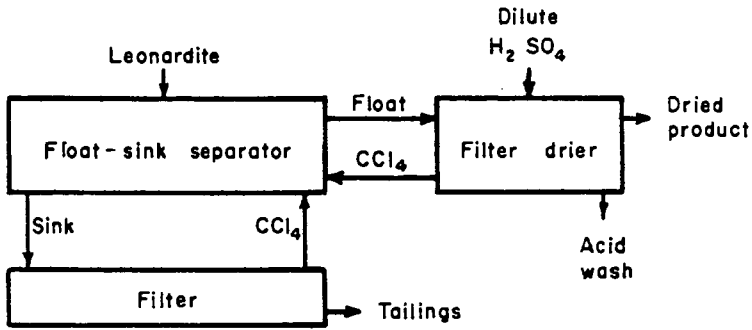 Dilute
H₂ SO₄
Leonardite
Float
Dried
product
Float-sink separator
Filter drier
CCl₄
Sink
CCl₄
Acid
wash
Filter
Tailings